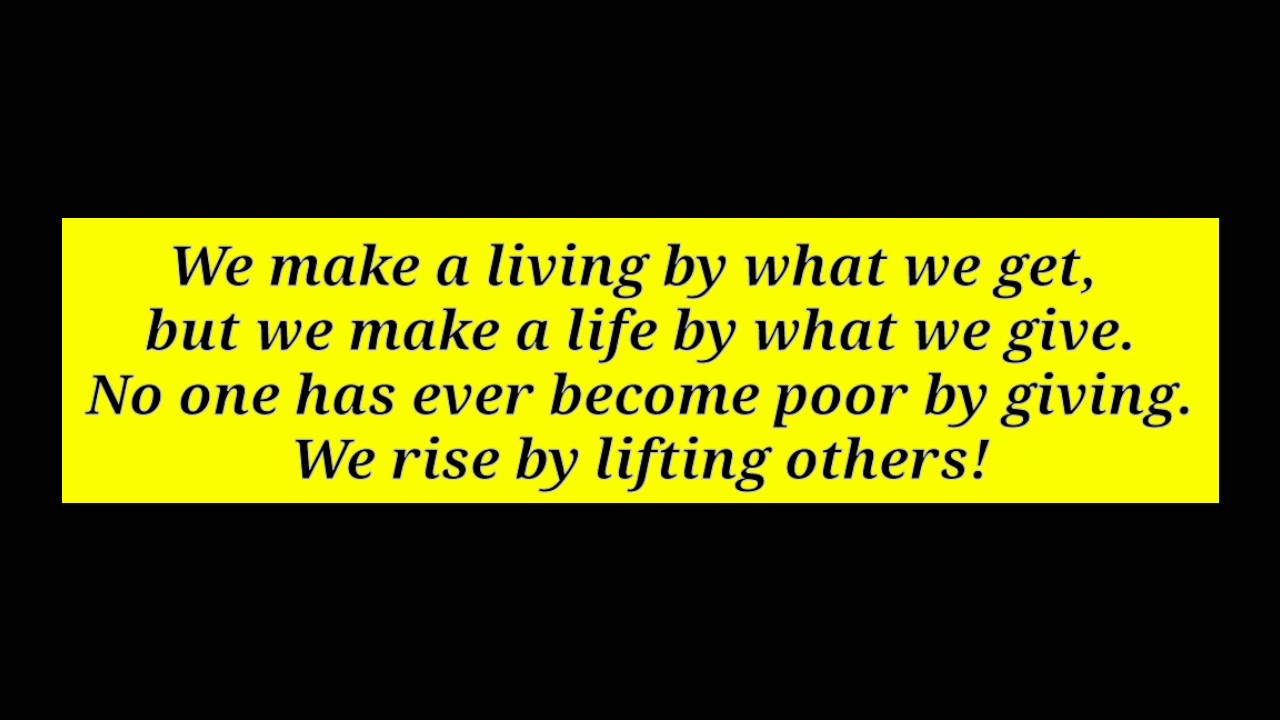 We make a living by what we get,
but we make a life by what we give.
No one has ever become poor by giving.
We rise by lifting others!